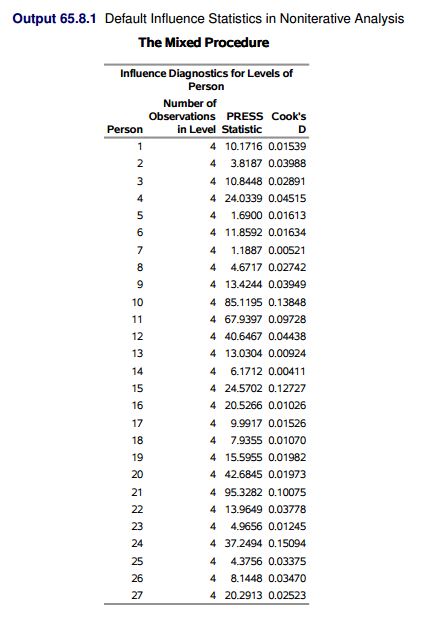 Output 65.8.1 Default Influence Statistics in Noniterative Analysis
The Mixed Procedure
Influence Diagnostics for Levels of
Person
Number of
Observations PRESS Cook's
Person in Level Statistic D
1 4 10.1716 0.01539
2 4 3.8187 0.03988
3 4 10.8448 0.02891
4 4 24.0339 0.04515
5 4 1.6900 0.01613
6 4 11.8592 0.01634
7 4 1.1887 0.00521
8 4 4.6717 0.02742
9 4 13.4244 0.03949
10 4 85.1195 0.13848
11 4 67.9397 0.09728
12 4 40.6467 0.04438
13 4 13.0304 0.00924
14 4 6.1712 0.00411
15 4 24.5702 0.12727
16 4 20.5266 0.01026
17 4 9.9917 0.01526
18 4 7.9355 0.01070
19 4 15.5955 0.01982
20 4 42.6845 0.01973
21 4 95.3282 0.10075
22 4 13.9649 0.03778
23 4 4.9656 0.01245
24 4 37.2494 0.15094
25 4 4.3756 0.03375
26 4 8.1448 0.03470
27 4 20.2913 0.02523